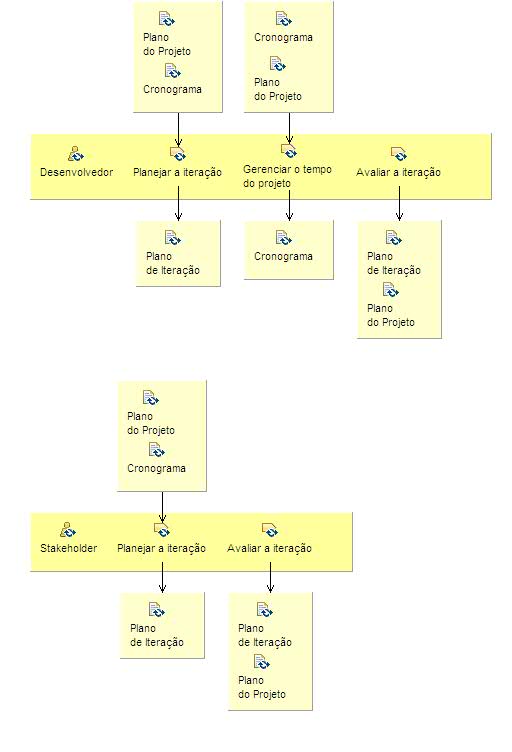 Plano
do Projeto
Cronograma
Cronograma
Plano
do Projeto
Desenvolvedor
Planejar a iteração
Gerenciar o tempo
do projeto
Avaliar a iteração
Plano
de Iteração
Cronograma
Plano
de Iteração
Plano
do Projeto
Plano
do Projeto
Cronograma
Stakeholder
Planejar a iteração
Avaliar a iteração
Plano
de Iteração
Plano
de Iteração
Plano
do Projeto